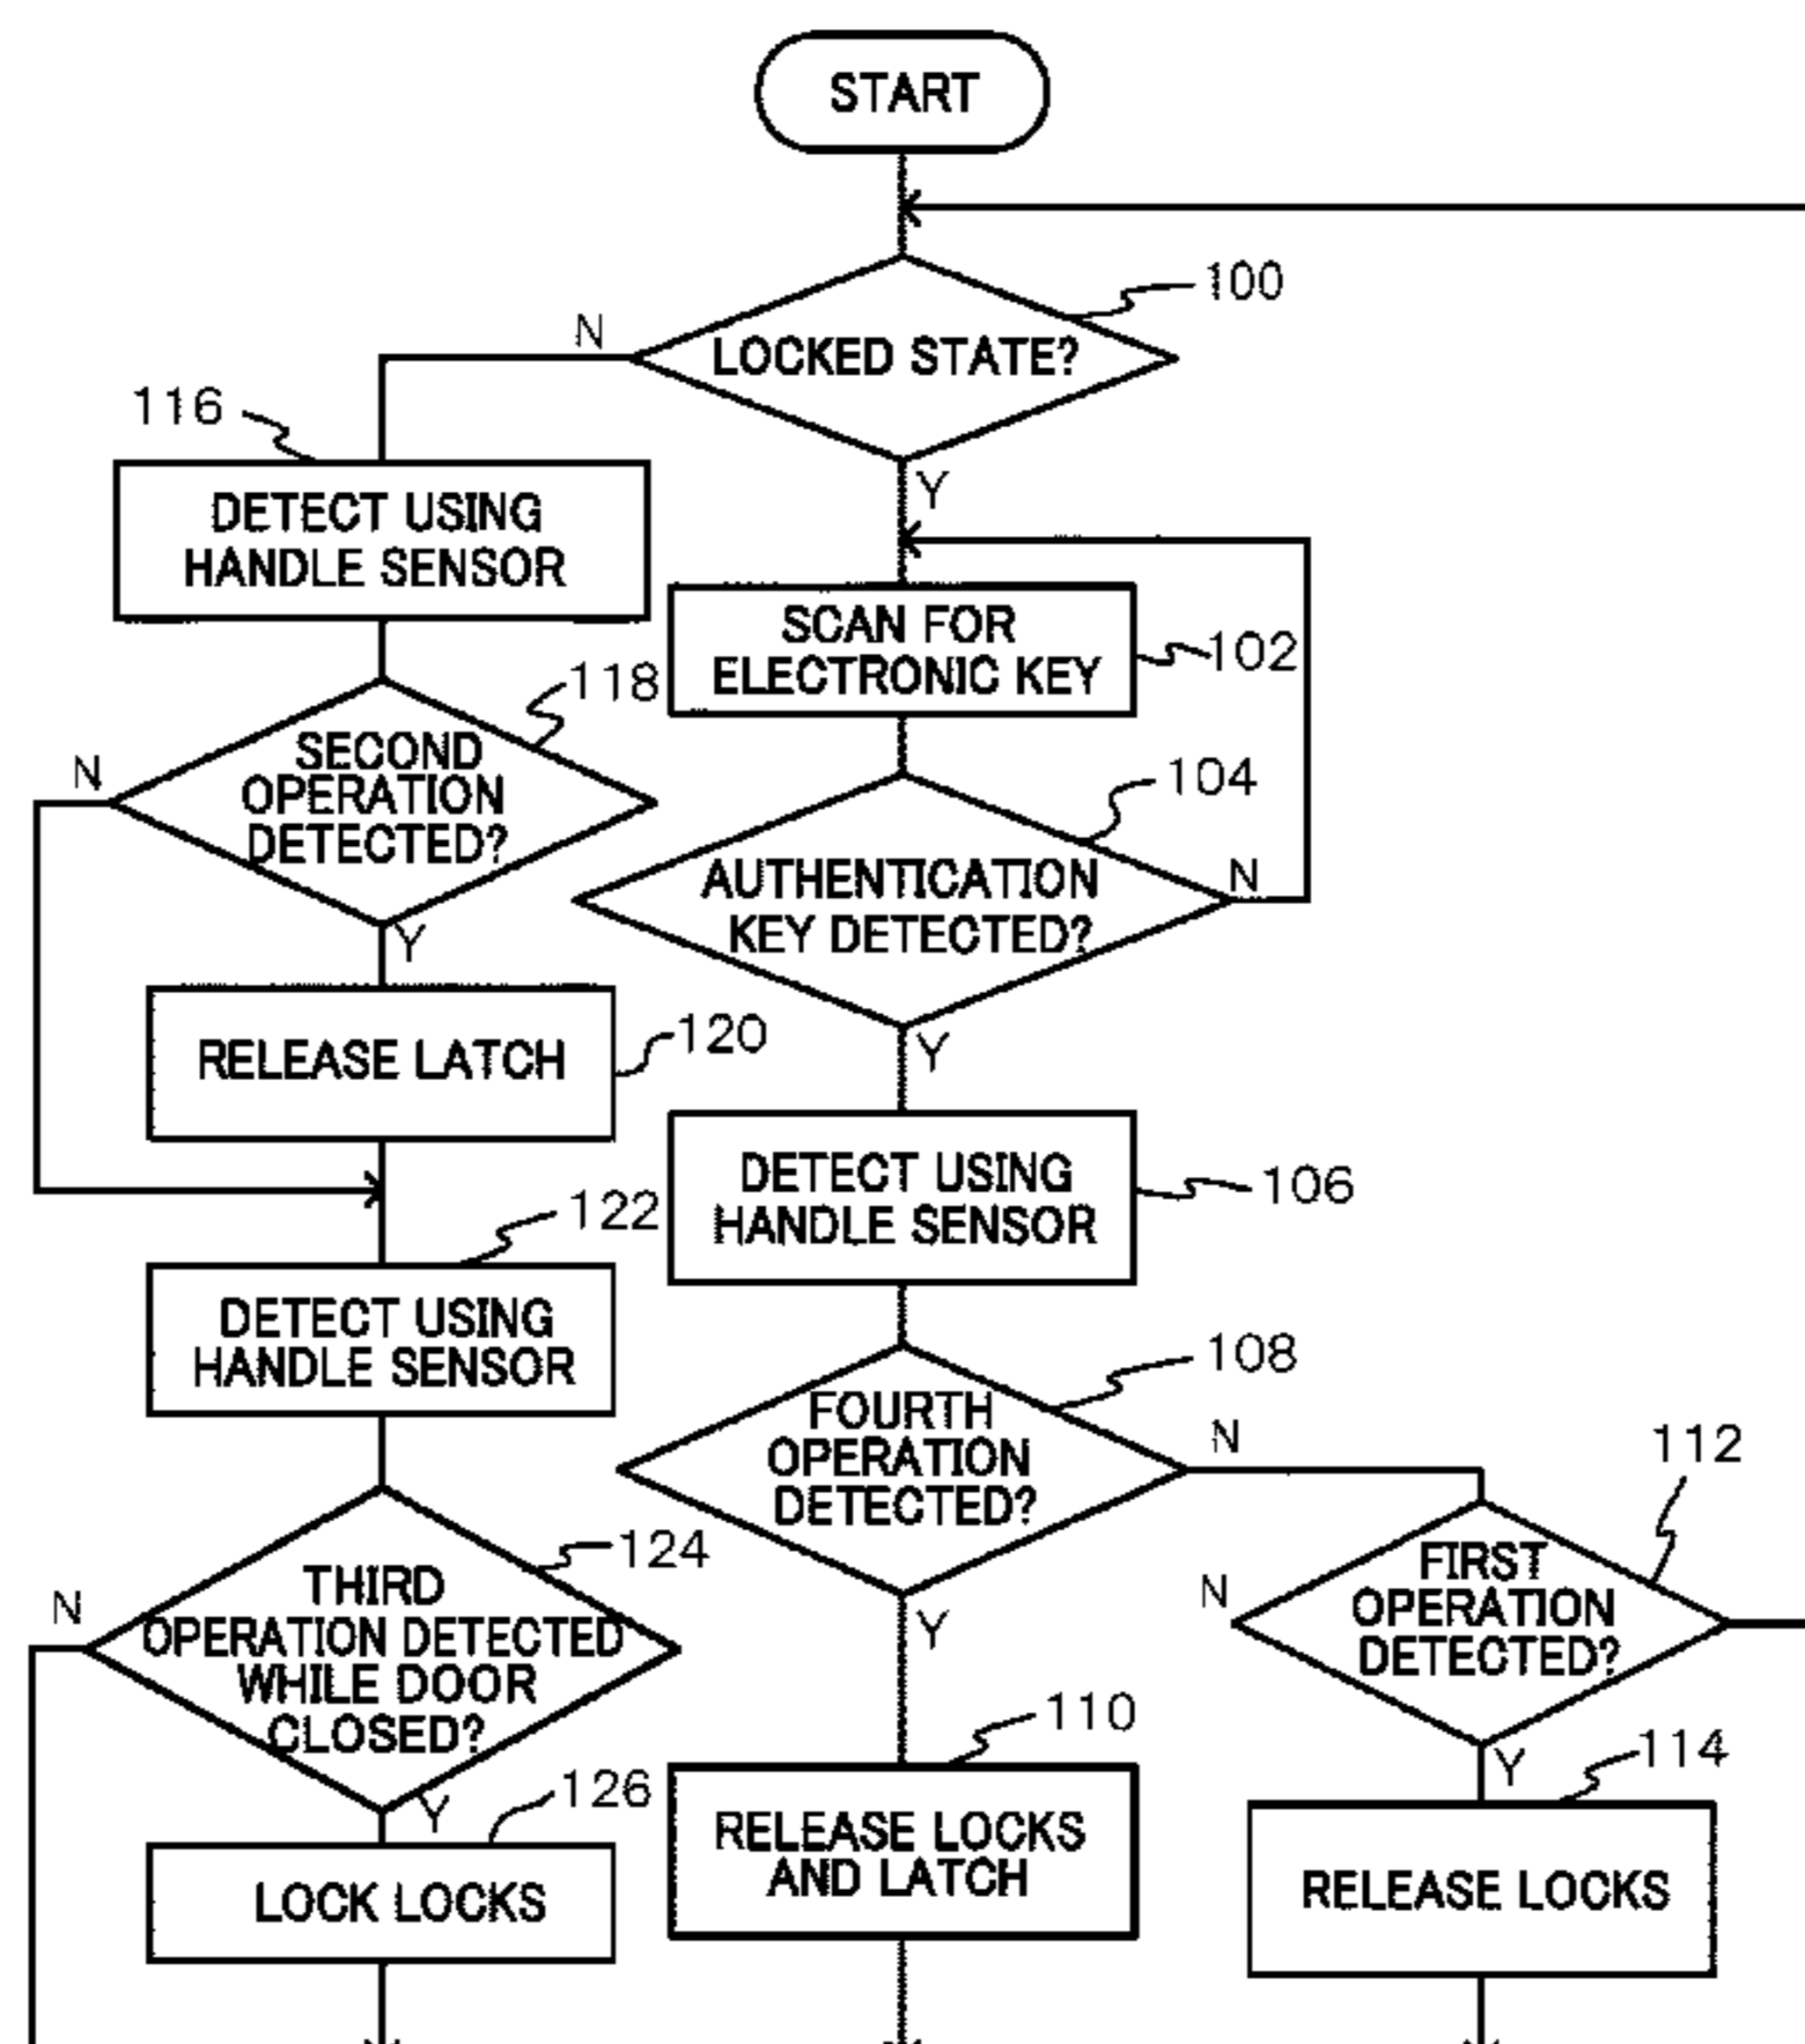 START
100
LOCKED STATE?
N
Y
116
DETECT USING
HANDLE SENSOR
SCAN FOR
ELECTRONIC KEY
102
118
SECOND
OPERATION
DETECTED?
N
Y
104
AUTHENTICATION
KEY DETECTED?
N
Y
RELEASE LATCH
120
DETECT USING
HANDLE SENSOR
106
122
DETECT USING
HANDLE SENSOR
108
FOURTH
OPERATION
DETECTED?
N
Y
112
FIRST
OPERATION
DETECTED?
N
Y
124
THIRD
OPERATION DETECTED
WHILE DOOR
CLOSED?
N
Y
126
LOCK LOCKS
110
RELEASE LOCKS
AND LATCH
114
RELEASE LOCKS